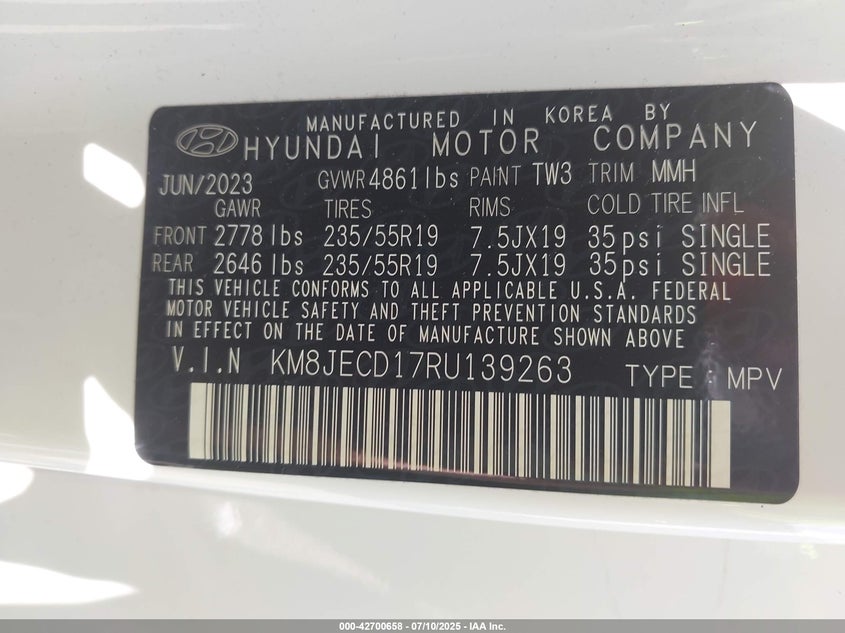 MANUFACTURED IN KOREA BY
HYUNDAI MOTOR COMPANY
JUN/2023 GVWR 4861lbs PAINT TW3 TRIM MMH
GAWR TIRES RIMS COLD TIRE INFL
FRONT 2778 lbs 235/55R19 7.5JX19 35psi SINGLE
REAR 2646 lbs 235/55R19 7.5JX19 35psi SINGLE
THIS VEHICLE CONFORMS TO ALL APPLICABLE U.S.A. FEDERAL
MOTOR VEHICLE SAFETY AND THEFT PREVENTION STANDARDS
IN EFFECT ON THE DATE OF MANUFACTURE SHOWN ABOVE
V.I.N KM8JECD17RU139263 TYPE : MPV
000-42700658 - 07/10/2025 - IAA Inc.